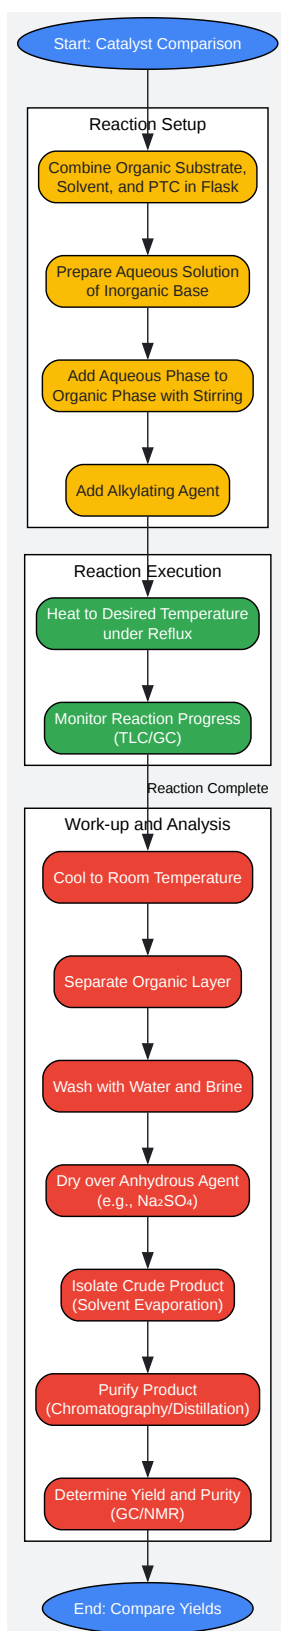 Start: Catalyst Comparison
Reaction Setup
Combine Organic Substrate,
Solvent, and PTC in Flask
Prepare Aqueous Solution
of Inorganic Base
Add Aqueous Phase to
Organic Phase with Stirring
Add Alkylating Agent
Reaction Execution
Heat to Desired Temperature
under Reflux
Monitor Reaction Progress
(TLC/GC)
Reaction Complete
Work-up and Analysis
Cool to Room Temperature
Separate Organic Layer
Wash with Water and Brine
Dry over Anhydrous Agent
(e.g., Na₂SO₄)
Isolate Crude Product
(Solvent Evaporation)
Purify Product
(Chromatography/Distillation)
Determine Yield and Purity
(GC/NMR)
End: Compare Yields